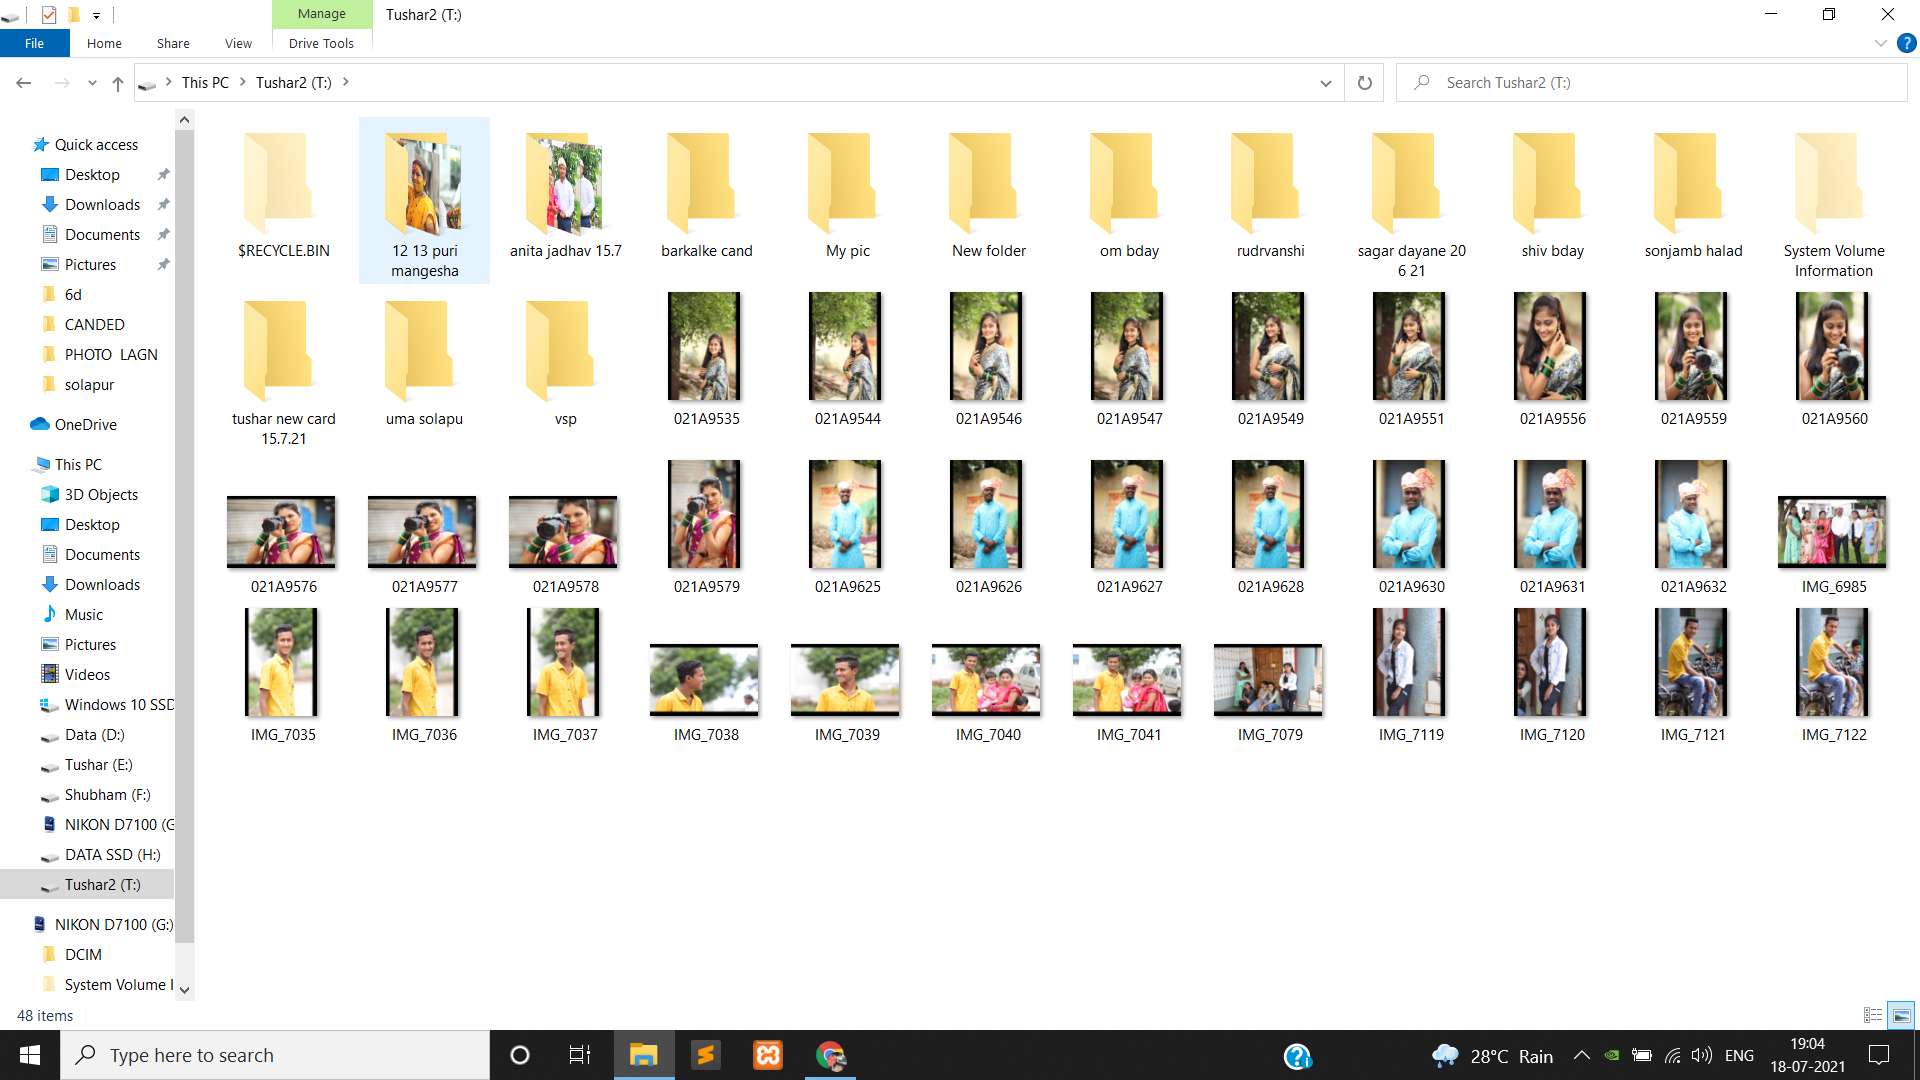 Manage
Tushar2 (T:)
File
Home
Share
View
Drive Tools
This PC
Tushar2 (T:)
Search Tushar2 (T:)
Quick access
Desktop
Downloads
Documents
Pictures
6d
CANDED
PHOTO LAGN
solapur
OneDrive
This PC
3D Objects
Desktop
Documents
Downloads
Music
Pictures
Videos
Windows 10 SSD
Data (D:)
Tushar (E:)
Shubham (F:)
NIKON D7100 (G
DATA SSD (H:)
Tushar2 (T:)
NIKON D7100 (G:)
DCIM
System Volume I
$RECYCLE.BIN
12 13 puri
mangesha
anita jadhav 15.7
barkalke cand
My pic
New folder
om bday
rudrvanshi
sagar dayane 20
6 21
shiv bday
sonjamb halad
System Volume
Information
tushar new card
15.7.21
uma solapu
vsp
021A9535
021A9544
021A9546
021A9547
021A9549
021A9551
021A9556
021A9559
021A9560
021A9576
021A9577
021A9578
021A9579
021A9625
021A9626
021A9627
021A9628
021A9630
021A9631
021A9632
IMG_6985
IMG_7035
IMG_7036
IMG_7037
IMG_7038
IMG_7039
IMG_7040
IMG_7041
IMG_7079
IMG_7119
IMG_7120
IMG_7121
IMG_7122
48 items
Type here to search
28°C Rain
ENG
19:04
18-07-2021